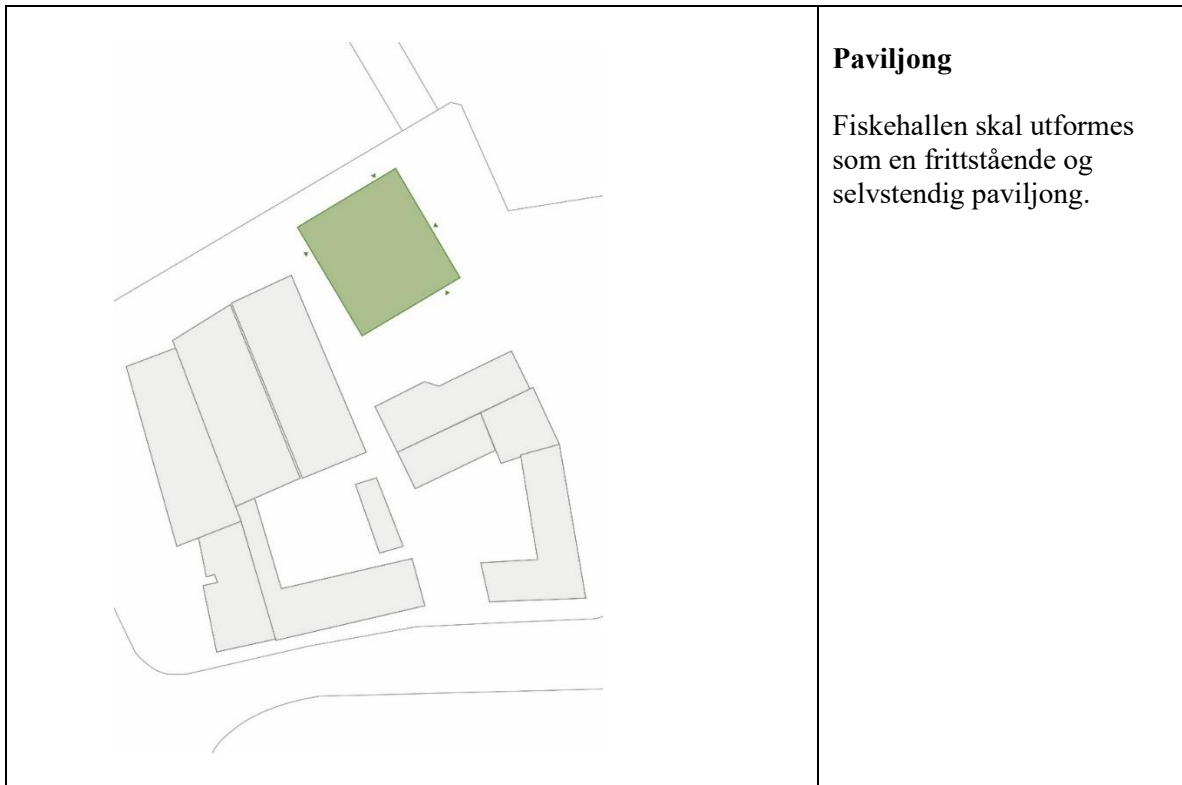 Paviljong
Fiskehallen skal utformes
som en frittstående og
selvstendig paviljong.